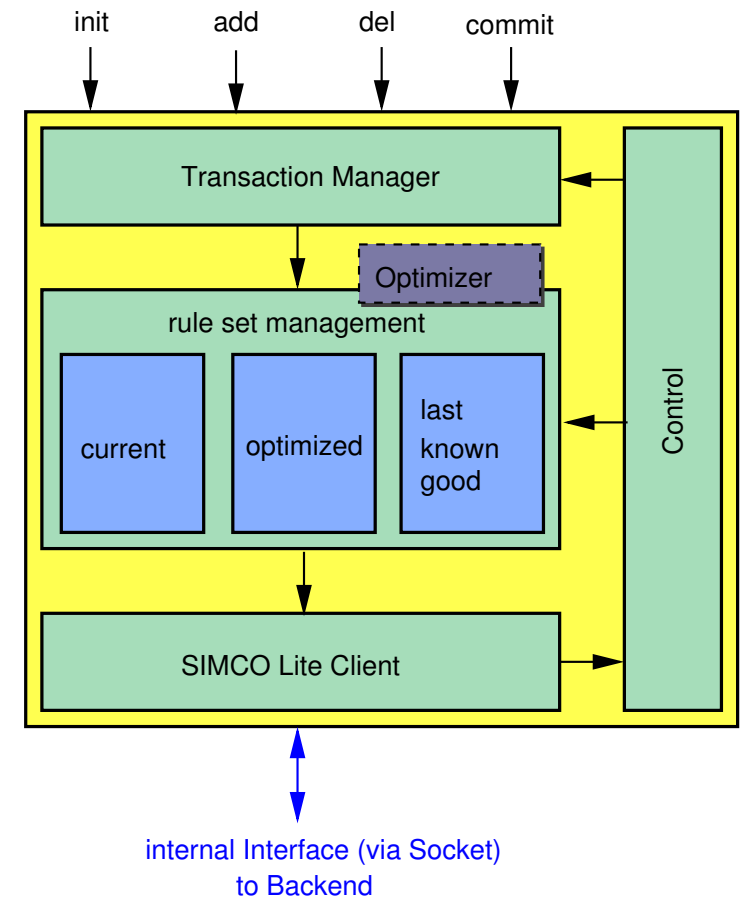 init add del commit
Transaction Manager
Optimizer
rule set management
current
optimized
last
known
good
Control
SIMCO Lite Client
internal Interface (via Socket)
to Backend